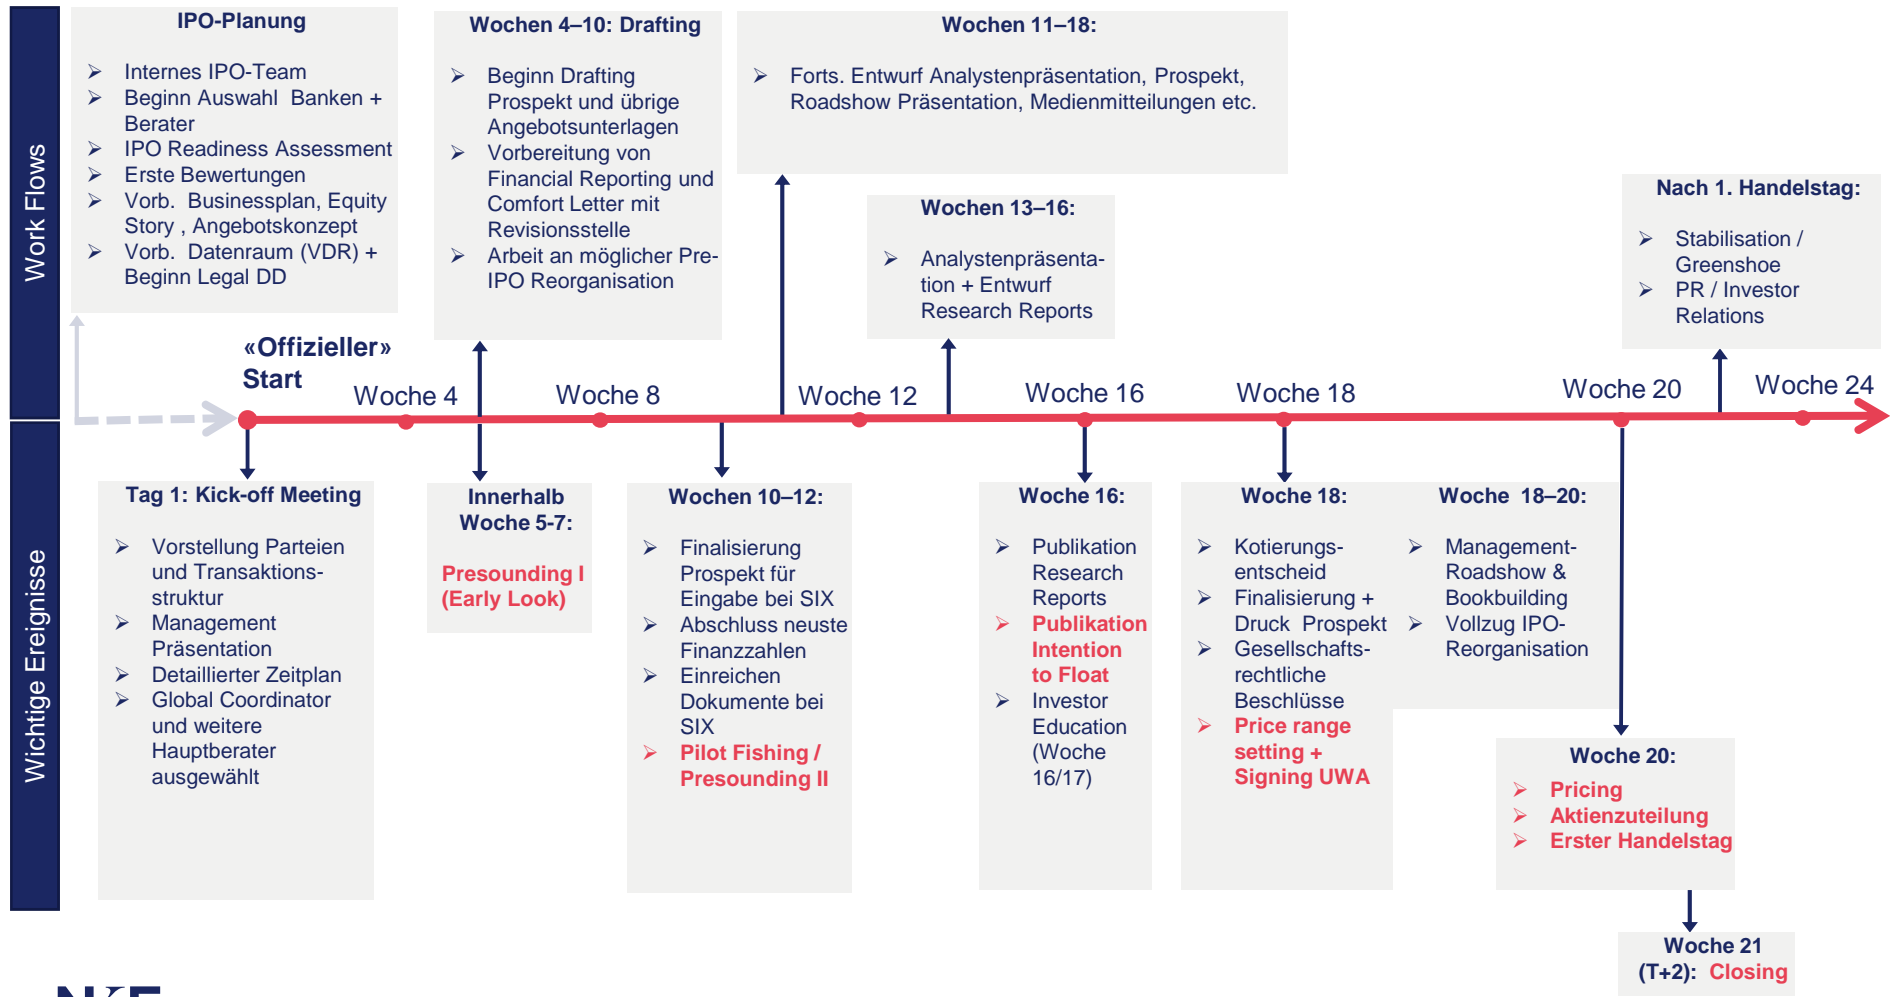 Work Flows
IPO-Planung
Internes IPO-Team
Beginn Auswahl Banken +
Berater
IPO Readiness Assessment
Erste Bewertungen
Vorb. Businessplan, Equity
Story , Angebotskonzept
Vorb. Datenraum (VDR) +
Beginn Legal DD
Wochen 4–10: Drafting
Beginn Drafting
Prospekt und übrige
Angebotsunterlagen
Vorbereitung von
Financial Reporting und
Comfort Letter mit
Revisionsstelle
Arbeit an möglicher Pre-
IPO Reorganisation
Wochen 11–18:
Forts. Entwurf Analystenpräsentation, Prospekt,
Roadshow Präsentation, Medienmitteilungen etc.
Wochen 13–16:
Analystenpräsenta-
tion + Entwurf
Research Reports
Nach 1. Handelstag:
Stabilisation /
Greenshoe
PR / Investor
Relations
«Offizieller»
Start
Woche 4
Woche 8
Woche 12
Woche 16
Woche 18
Woche 20
Woche 24
Wichtige Ereignisse
Tag 1: Kick-off Meeting
Vorstellung Parteien
und Transaktions-
struktur
Management
Präsentation
Detaillierter Zeitplan
Global Coordinator
und weitere
Hauptberater
ausgewählt
Innerhalb
Woche 5-7:
Presounding I
(Early Look)
Wochen 10–12:
Finalisierung
Prospekt für
Eingabe bei SIX
Abschluss neuste
Finanzzahlen
Einreichen
Dokumente bei
SIX
Pilot Fishing /
Presounding II
Woche 16:
Publikation
Research
Reports
Publikation
Intention
to Float
Investor
Education
(Woche
16/17)
Woche 18:
Kotierungs-
entscheid
Finalisierung +
Druck Prospekt
Gesellschafts-
rechtliche
Beschlüsse
Price range
setting +
Signing UWA
Woche 18–20:
Management-
Roadshow &
Bookbuilding
Vollzug IPO-
Reorganisation
Woche 20:
Pricing
Aktienzuteilung
Erster Handelstag
Woche 21
(T+2): Closing